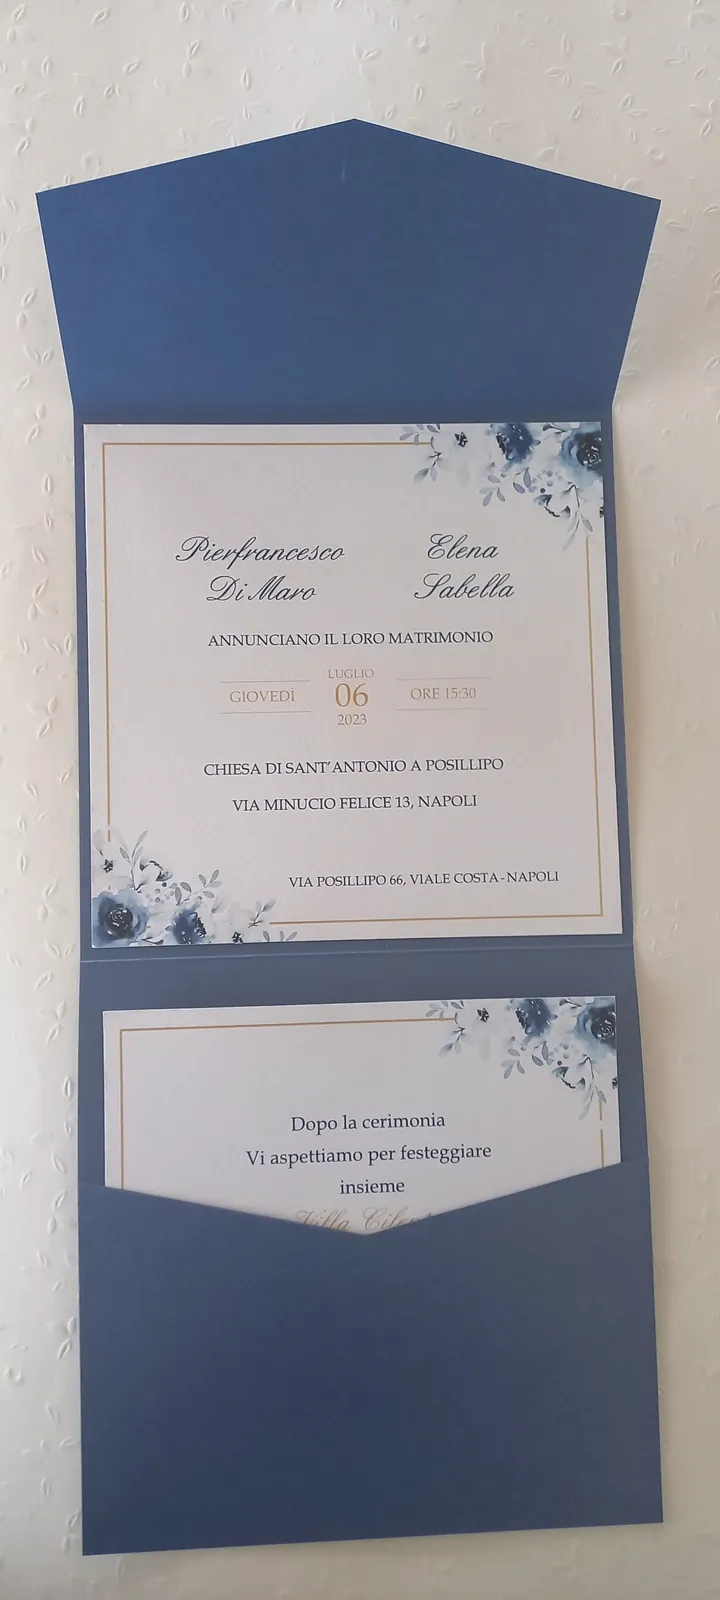 Pierfrancesco
Di Maro
Elena
Sabella
ANNUNCIANO IL LORO MATRIMONIO
GIOVEDÌ
LUGLIO
06
2023
ORE 15:30
CHIESA DI SANT'ANTONIO A POSILLIPO
VIA MINUCIO FELICE 13, NAPOLI
VIA POSILLIPO 66, VIALE COSTA-NAPOLI
Dopo la cerimonia
Vi aspettiamo per festeggiare
insieme
Villa